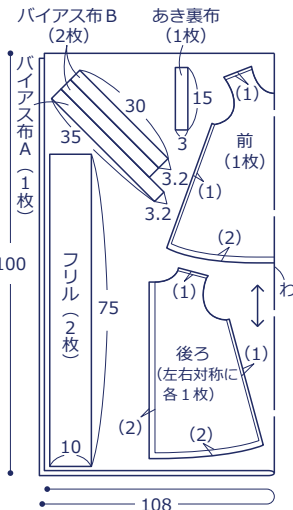 バイアス布B
(2枚)
あき裏布
(1枚)
バイアス布A(1枚)
30
35
15
3
3.2
3.2
(1)
前
(1枚)
(1)
(2)
わ
100
フリル(2枚)
75
10
(1)
後ろ
(左右対称に
各1枚)
(1)
(2)
(2)
108